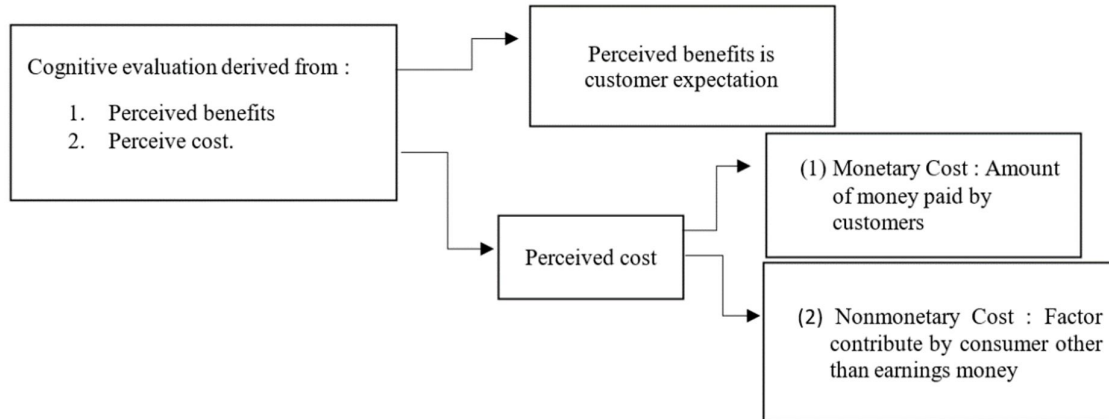 Cognitive evaluation derived from :
1. Perceived benefits
2. Perceive cost.
Perceived benefits is
customer expectation
Perceived cost
(1) Monetary Cost : Amount
of money paid by
customers
(2) Nonmonetary Cost : Factor
contribute by consumer other
than earnings money